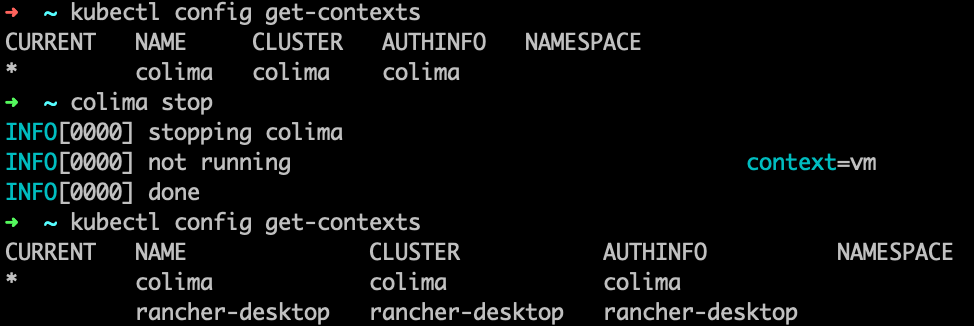 ➜  ~ kubectl config get-contexts
CURRENT   NAME     CLUSTER   AUTHINFO   NAMESPACE
*         colima   colima    colima
➜  ~ colima stop
INFO[0000] stopping colima
INFO[0000] not running                                   context=vm
INFO[0000] done
➜  ~ kubectl config get-contexts
CURRENT   NAME              CLUSTER           AUTHINFO          NAMESPACE
*         colima            colima            colima
          rancher-desktop   rancher-desktop   rancher-desktop